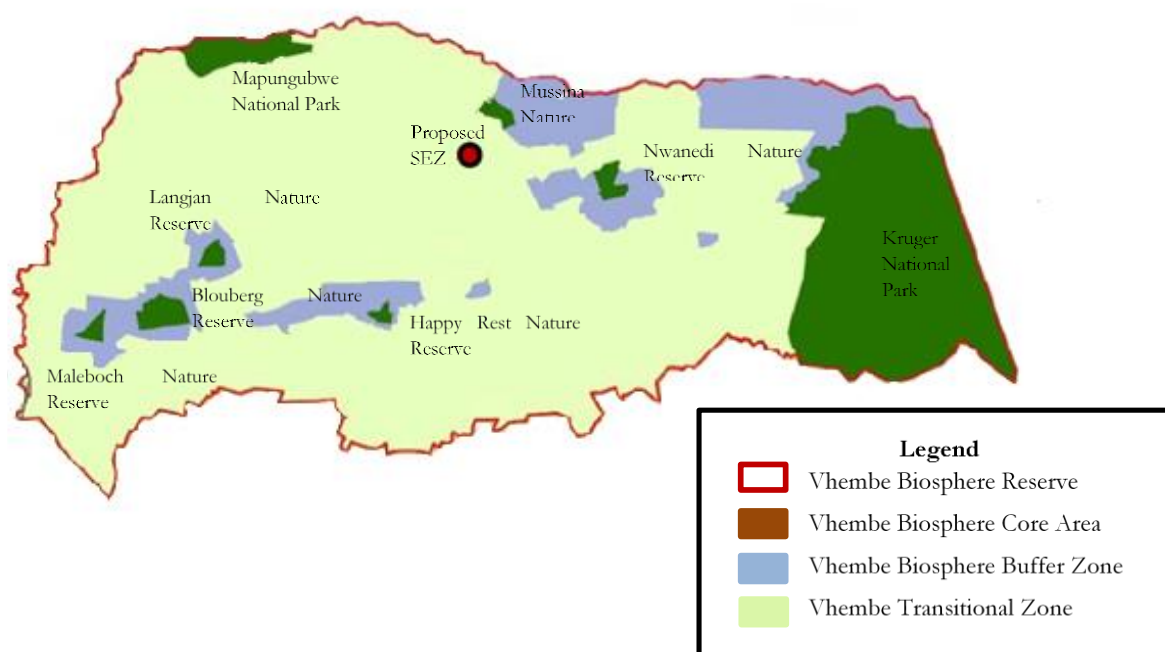 Mapungubwe
National Park
Mussina
Nature
Proposed
SEZ
Nwanedi Nature
Reserve
Langjan Nature
Reserve
Kruger
National
Park
Blouberg Nature
Reserve
Happy Rest Nature
Reserve
Maleboch Nature
Reserve
Legend
Vhembe Biosphere Reserve
Vhembe Biosphere Core Area
Vhembe Biosphere Buffer Zone
Vhembe Transitional Zone